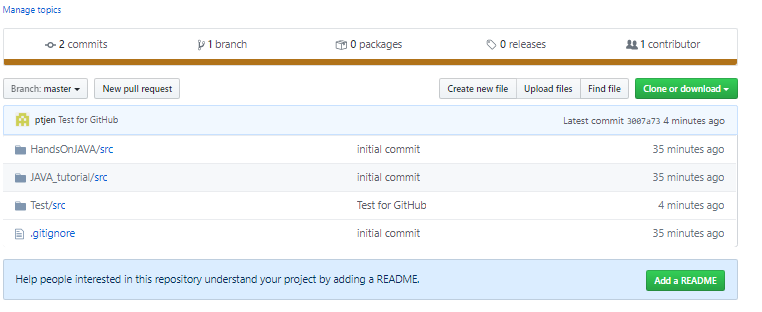 Manage topics
2 commits 1 branch 0 packages 0 releases 1 contributor
Branch: master New pull request Create new file Upload files Find file Clone or download
ptjen Test for GitHub Latest commit 3007a73 4 minutes ago
HandsOnJAVA/src initial commit 35 minutes ago
JAVA_tutorial/src initial commit 35 minutes ago
Test/src Test for GitHub 4 minutes ago
.gitignore initial commit 35 minutes ago
Help people interested in this repository understand your project by adding a README. Add a README